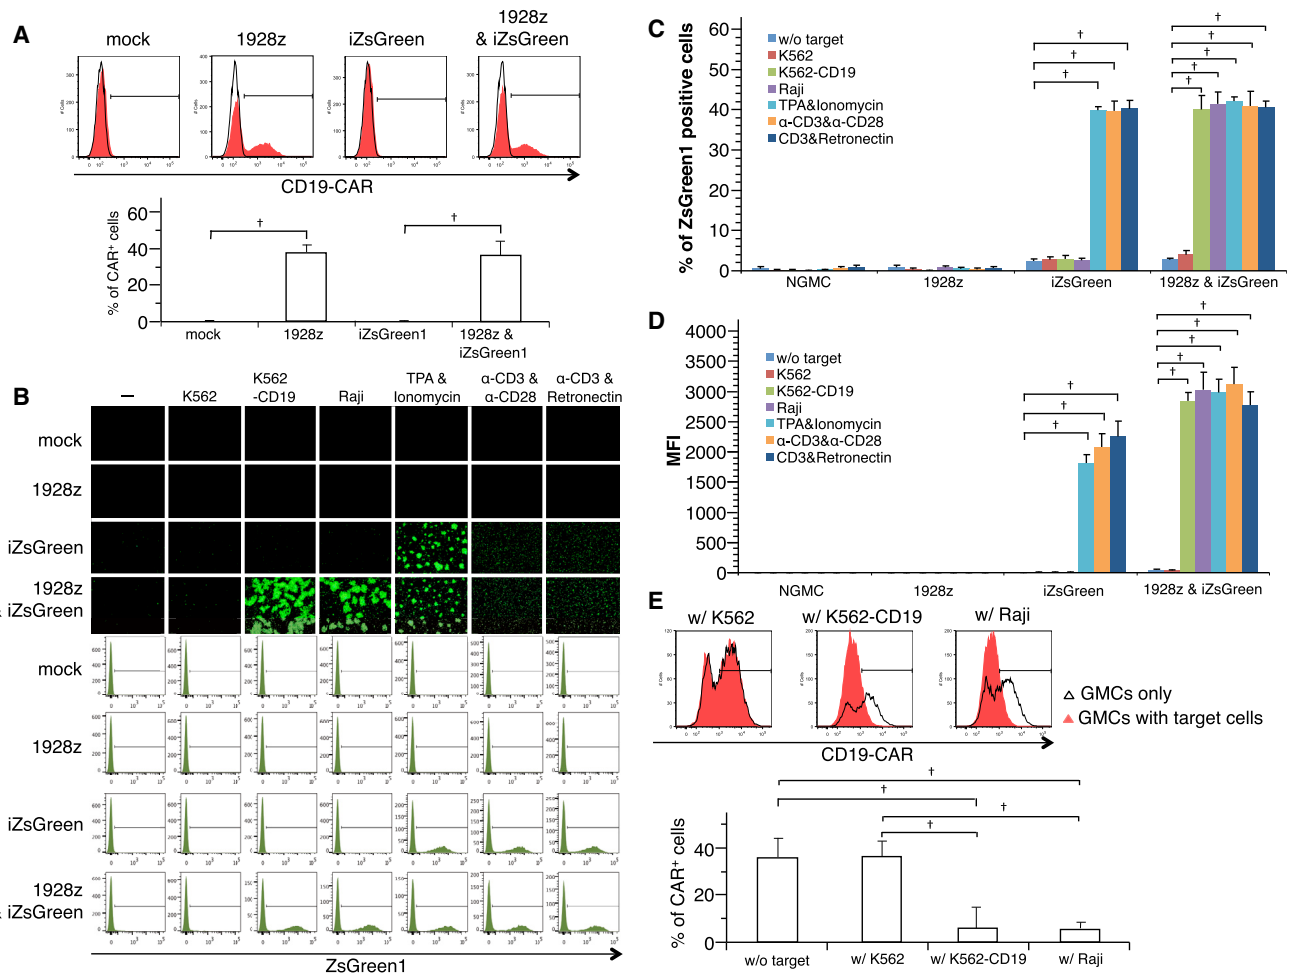 A
mock
1928z
iZsGreen
1928z
& iZsGreen
# Cells
CD19-CAR
% of CAR+ cells
60
40
20
0
†
†
mock
1928z
iZsGreen1
1928z &
iZsGreen1
B
—
K562
K562
-CD19
Raji
TPA &
Ionomycin
α-CD3 &
α-CD28
α-CD3 &
Retronectin
mock
1928z
iZsGreen
1928z
& iZsGreen
mock
1928z
iZsGreen
1928z
& iZsGreen
ZsGreen1
C
% of ZsGreen1 positive cells
60
50
40
30
20
10
0
w/o target
K562
K562-CD19
Raji
TPA&Ionomycin
α-CD3&α-CD28
CD3&Retronectin
† † †
† † † † †
NGMC
1928z
iZsGreen
1928z & iZsGreen
D
MFI
4000
3500
3000
2500
2000
1500
1000
500
0
w/o target
K562
K562-CD19
Raji
TPA&Ionomycin
α-CD3&α-CD28
CD3&Retronectin
† † †
† † † † †
NGMC
1928z
iZsGreen
1928z & iZsGreen
E
w/ K562
w/ K562-CD19
w/ Raji
# Cells
CD19-CAR
GMCs only
GMCs with target cells
% of CAR+ cells
40
20
0
† † † †
w/o target
w/ K562
w/ K562-CD19
w/ Raji